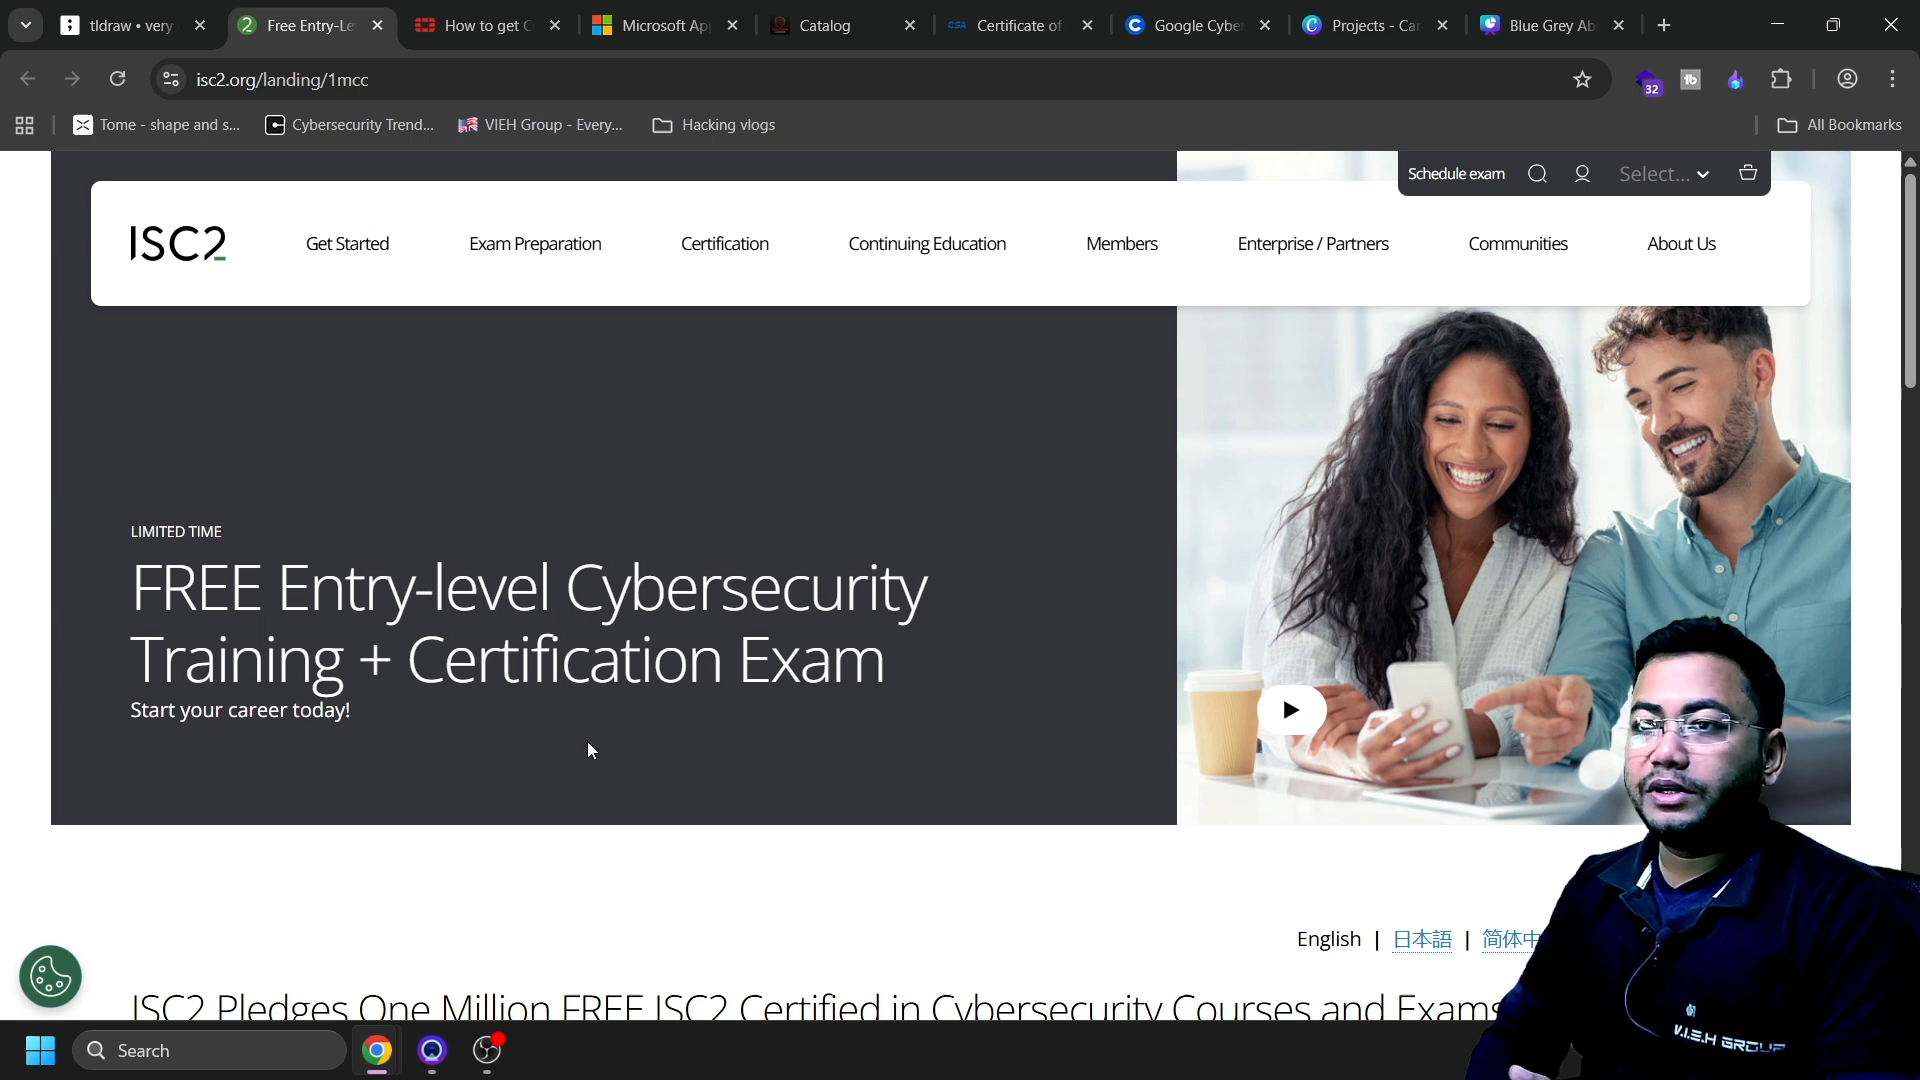 tldraw • very
Free Entry-Le
How to get C
Microsoft Ap
Catalog
Certificate of
Google Cybe
Projects - Ca
Blue Grey Ab
isc2.org/landing/1mcc
32
Tome - shape and s...
Cybersecurity Trend...
VIEH Group - Every...
Hacking vlogs
All Bookmarks
Schedule exam
Select...
ISC2
Get Started
Exam Preparation
Certification
Continuing Education
Members
Enterprise / Partners
Communities
About Us
LIMITED TIME
FREE Entry-level Cybersecurity
Training + Certification Exam
Start your career today!
English | 日本語 | 简体中
ISC2 Pledges One Million FREE ISC2 Certified in Cybersecurity Courses and Exams
V.I.E.H GROUP
Search